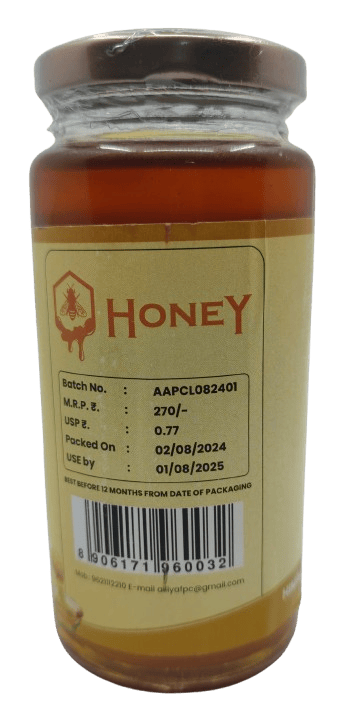 HONEY
Batch No. : AAPCL082401
M.R.P. ₹. : 270/-
USP ₹. : 0.77
Packed On : 02/08/2024
USE by : 01/08/2025
BEST BEFORE 12 MONTHS FROM DATE OF PACKAGING
8 906171 960032
E-mail